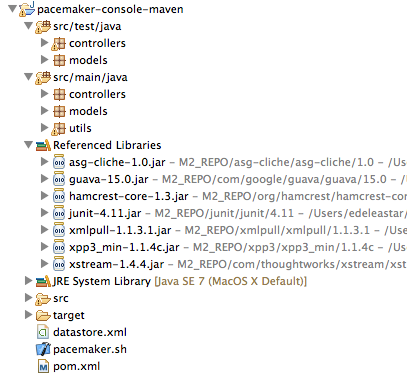 pacemaker-console-maven
src/test/java
controllers
models
src/main/java
controllers
models
utils
Referenced Libraries
asg-cliche-1.0.jar - M2_REPO/asg-cliche/asg-cliche/1.0 - /Us
guava-15.0.jar - M2_REPO/com/google/guava/guava/15.0 - /U
hamcrest-core-1.3.jar - M2_REPO/org/hamcrest/hamcrest-co
junit-4.11.jar - M2_REPO/junit/junit/4.11 - /Users/edeleastar/
xmlpull-1.1.3.1.jar - M2_REPO/xmlpull/xmlpull/1.1.3.1 - /Us
xpp3_min-1.1.4c.jar - M2_REPO/xpp3/xpp3_min/1.1.4c - /Us
xstream-1.4.4.jar - M2_REPO/com/thoughtworks/xstream/xst
JRE System Library [Java SE 7 (MacOS X Default)]
src
target
datastore.xml
pacemaker.sh
pom.xml